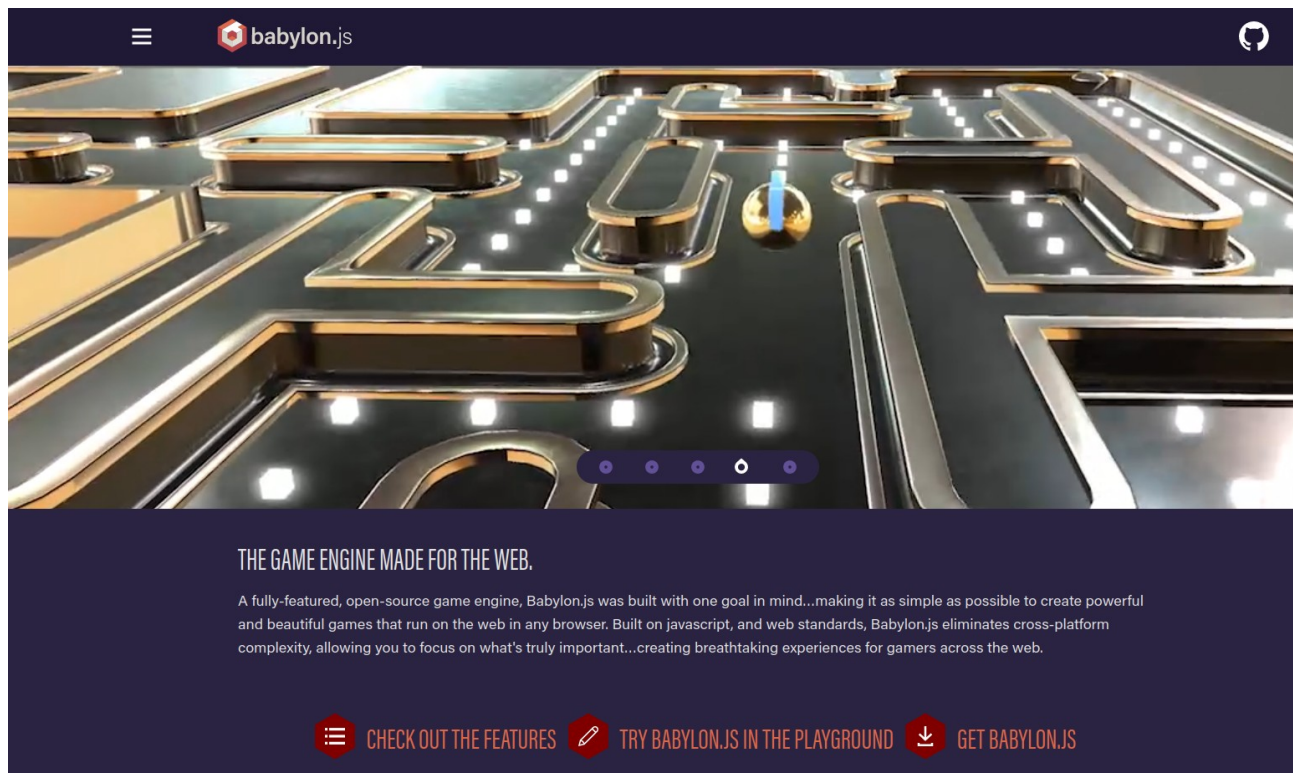 babylon.js
THE GAME ENGINE MADE FOR THE WEB.
A fully-featured, open-source game engine, Babylon.js was built with one goal in mind...making it as simple as possible to create powerful
and beautiful games that run on the web in any browser. Built on javascript, and web standards, Babylon.js eliminates cross-platform
complexity, allowing you to focus on what's truly important...creating breathtaking experiences for gamers across the web.
CHECK OUT THE FEATURES TRY BABYLON.JS IN THE PLAYGROUND GET BABYLON.JS